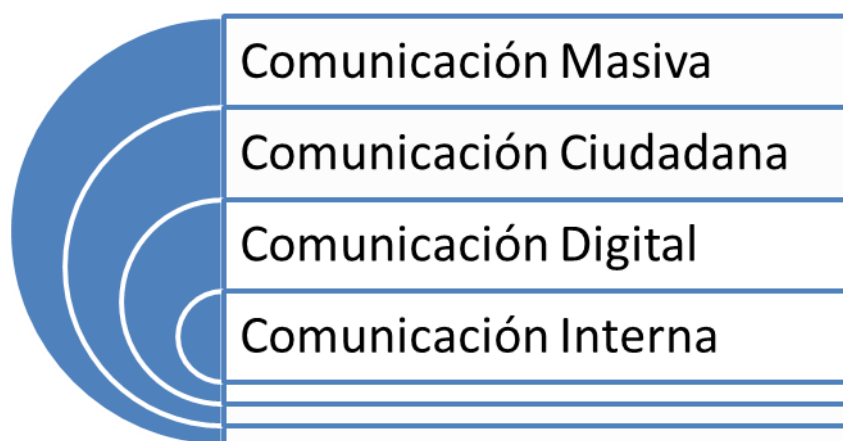 Comunicación Masiva
Comunicación Ciudadana
Comunicación Digital
Comunicación Interna